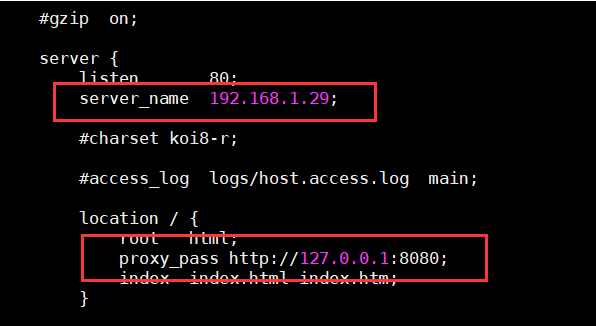 #gzip  on;
server {
listen       80;
server_name  192.168.1.29;
#charset koi8-r;
#access_log  logs/host.access.log  main;
location / {
root   html;
proxy_pass http://127.0.0.1:8080;
index  index.html index.htm;
}